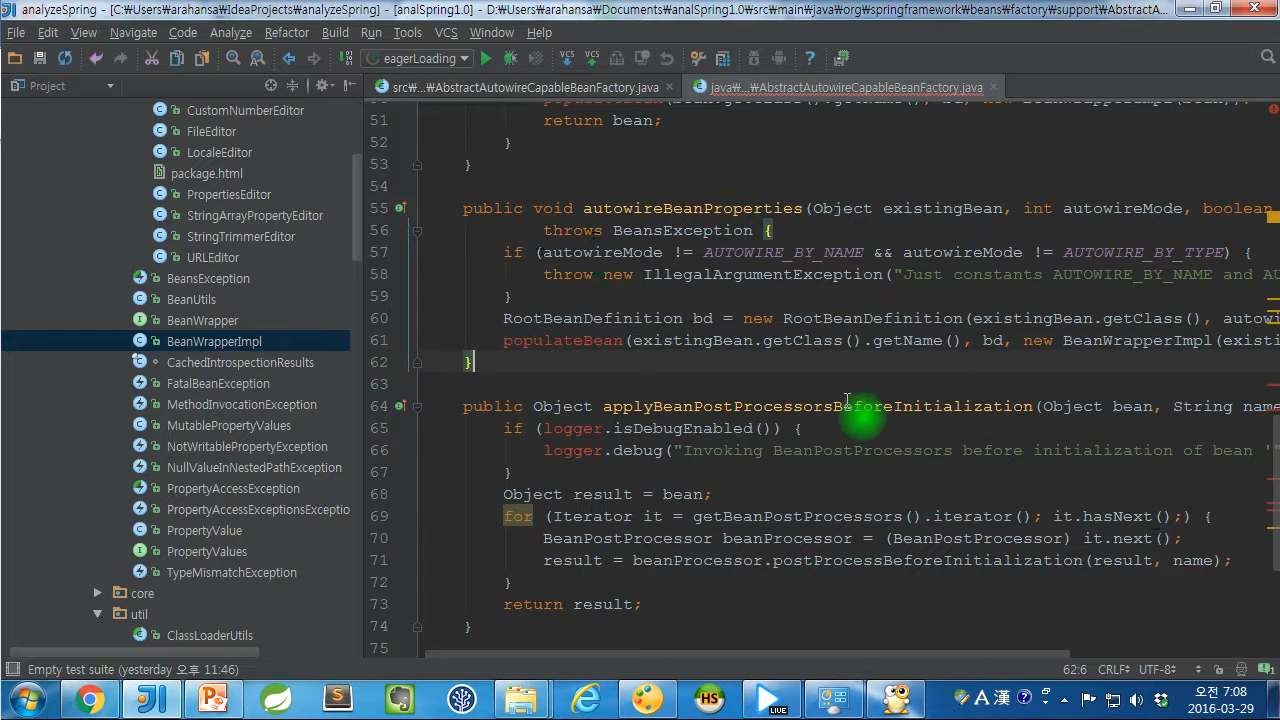 analyzeSpring - [C:₩Users₩arahansa₩IdeaProjects₩analyzeSpring] - [analSpring1.0] - D:₩Users₩arahansa₩Documents₩analSpring1.0₩src₩main₩java₩org₩springframework₩beans₩factory₩support₩AbstractA...
File Edit View Navigate Code Analyze Refactor Build Run Tools VCS Window Help
eagerLoading
VCS VCS
Project
src₩...₩AbstractAutowireCapableBeanFactory.java
java₩...₩AbstractAutowireCapableBeanFactory.java
CustomNumberEditor
FileEditor
LocaleEditor
package.html
PropertiesEditor
StringArrayPropertyEditor
StringTrimmerEditor
URLEditor
BeansException
BeanUtils
BeanWrapper
BeanWrapperImpl
CachedIntrospectionResults
FatalBeanException
MethodInvocationException
MutablePropertyValues
NotWritablePropertyException
NullValueInNestedPathException
PropertyAccessException
PropertyAccessExceptionsExceptio
PropertyValue
PropertyValues
TypeMismatchException
core
util
ClassLoaderUtils
51 return bean;
52 }
53 }
54
55 public void autowireBeanProperties(Object existingBean, int autowireMode, boolean
56 throws BeansException {
57 if (autowireMode != AUTOWIRE_BY_NAME && autowireMode != AUTOWIRE_BY_TYPE) {
58 throw new IllegalArgumentException("Just constants AUTOWIRE_BY_NAME and AU
59 }
60 RootBeanDefinition bd = new RootBeanDefinition(existingBean.getClass(), autowi
61 populateBean(existingBean.getClass().getName(), bd, new BeanWrapperImpl(existi
62 }
63
64 public Object applyBeanPostProcessorsBeforeInitialization(Object bean, String name
65 if (logger.isDebugEnabled()) {
66 logger.debug("Invoking BeanPostProcessors before initialization of bean '"
67 }
68 Object result = bean;
69 for (Iterator it = getBeanPostProcessors().iterator(); it.hasNext();) {
70 BeanPostProcessor beanProcessor = (BeanPostProcessor) it.next();
71 result = beanProcessor.postProcessBeforeInitialization(result, name);
72 }
73 return result;
74 }
75
Empty test suite (yesterday 오후 11:46)
62:6 CRLF UTF-8
HS
LIVE
A 漢
오전 7:08
2016-03-29